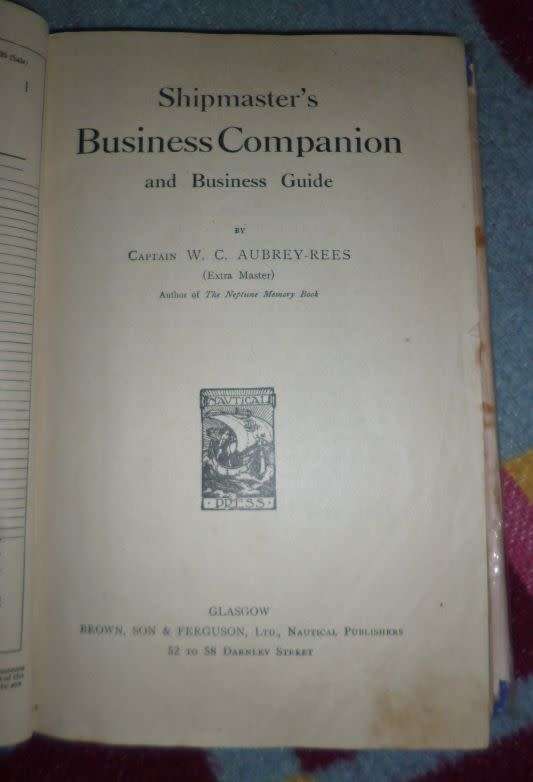 Shipmaster's
Business Companion
and Business Guide
BY
CAPTAIN W. C. AUBREY-REES
(Extra Master)
Author of The Neptune Memory Book
NAUTICAL
PRESS
GLASGOW
BROWN, SON & FERGUSON, LTD., NAUTICAL PUBLISHERS
52 TO 58 DARNLEY STREET